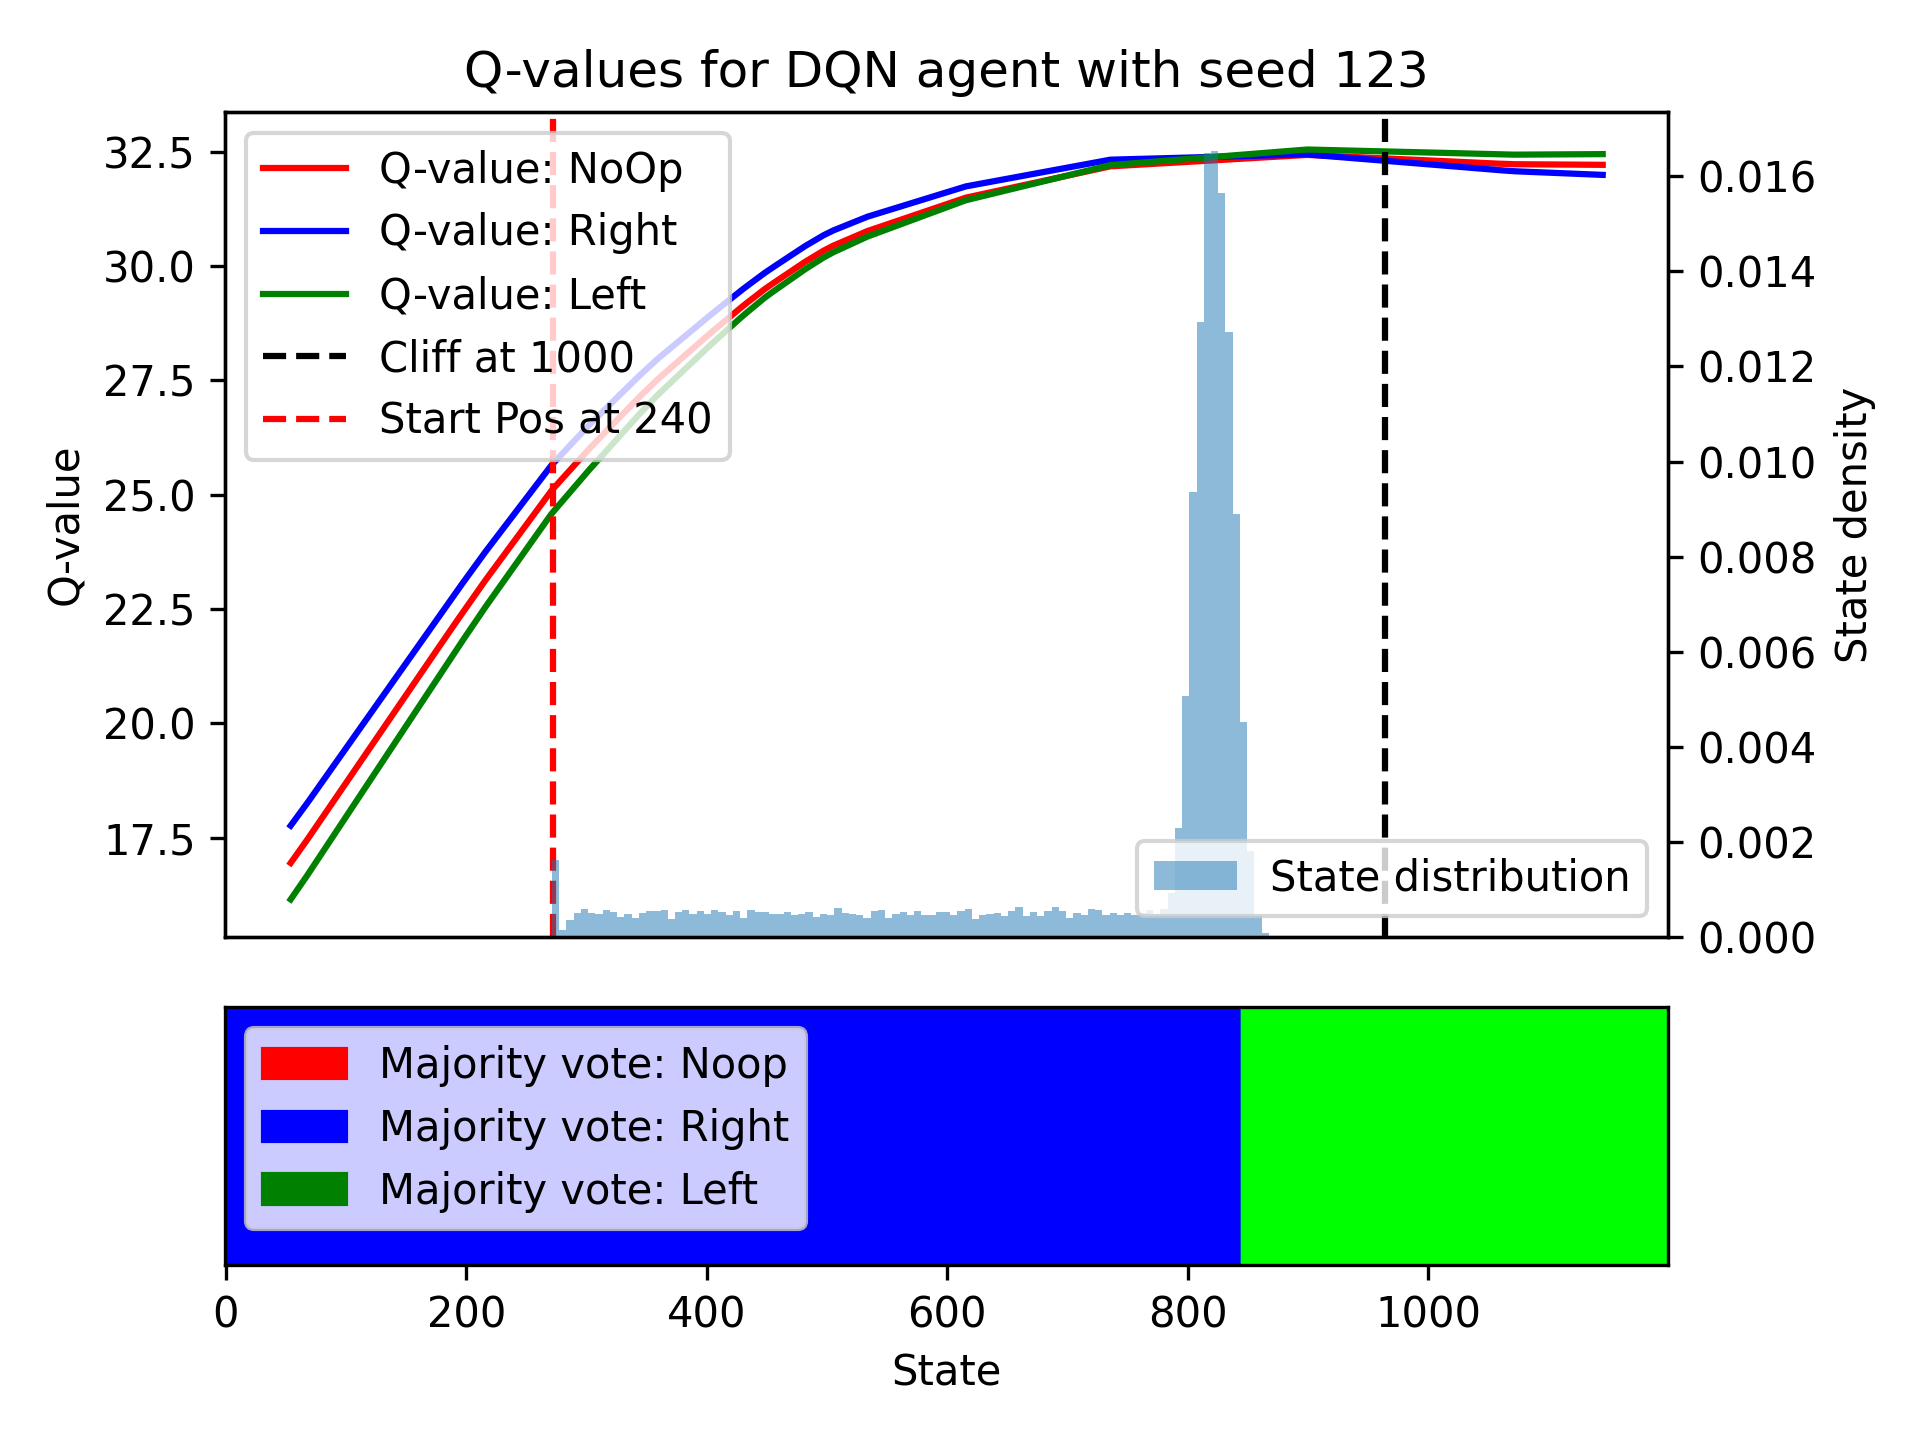 Q-values for DQN agent with seed 123
Q-value: NoOp
Q-value: Right
Q-value: Left
Cliff at 1000
Start Pos at 240
32.5
30.0
27.5
25.0
22.5
20.0
17.5
Q-value
0.016
0.014
0.012
0.010
0.008
0.006
0.004
0.002
0.000
State density
State distribution
Majority vote: Noop
Majority vote: Right
Majority vote: Left
0 200 400 600 800 1000
State